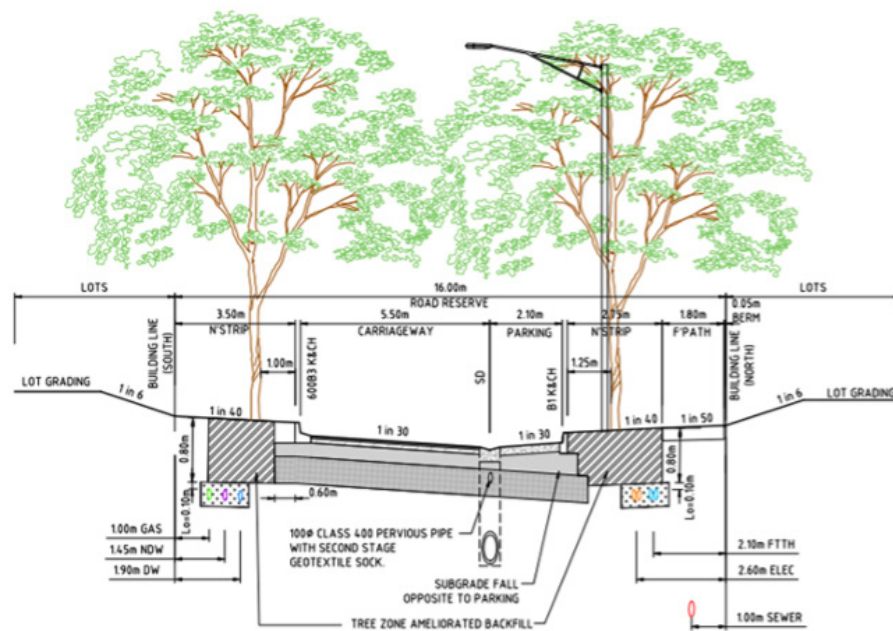 LOTS
16.00m
LOTS
ROAD RESERVE
3.50m
5.50m
2.10m
2.75m
1.80m
0.05m
N'STRIP
CARRIAGEWAY
PARKING
N'STRIP
F'PATH
BERM
BUILDING LINE
(SOUTH)
1.00m
600B3 K&CH
SD
B1 K&CH
1.25m
BUILDING LINE
(NORTH)
LOT GRADING
1 in 6
1 in 40
1 in 30
1 in 30
1 in 40
1 in 50
1 in 6
LOT GRADING
0.80m
0.80m
Lo=0.10m
0.60m
Lo=0.10m
100Ø CLASS 400 PERVIOUS PIPE
WITH SECOND STAGE
GEOTEXTILE SOCK.
1.00m GAS
1.45m NDW
1.90m DW
2.10m FTTH
2.60m ELEC
SUBGRADE FALL
OPPOSITE TO PARKING
TREE ZONE AMELIORATED BACKFILL
1.00m SEWER